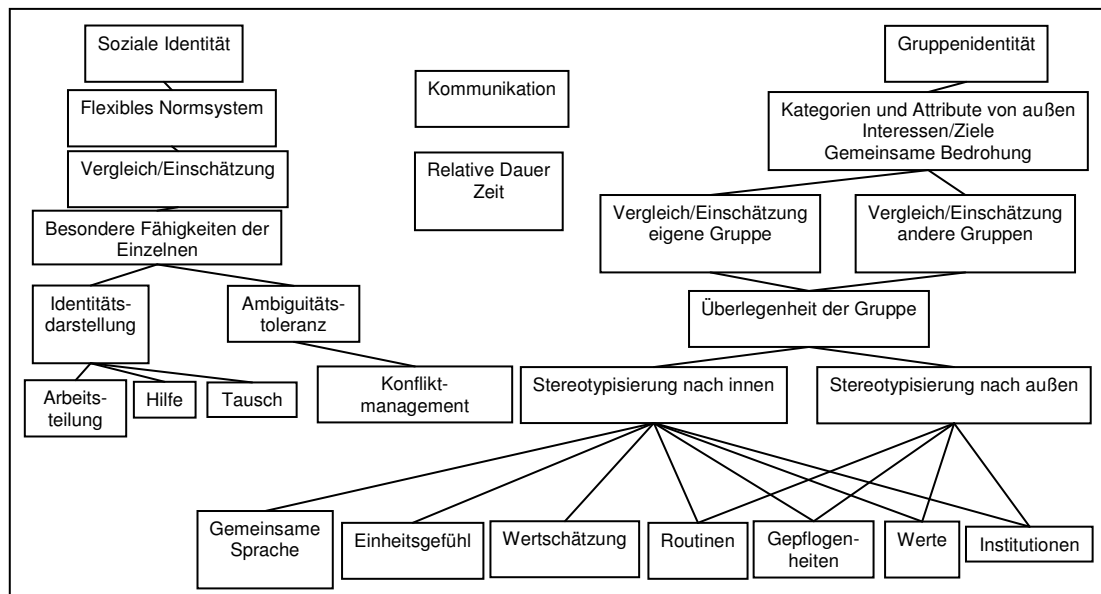 Soziale Identität
Gruppenidentität
Kommunikation
Flexibles Normsystem
Kategorien und Attribute von außen
Interessen/Ziele
Gemeinsame Bedrohung
Vergleich/Einschätzung
Relative Dauer
Zeit
Vergleich/Einschätzung
eigene Gruppe
Vergleich/Einschätzung
andere Gruppen
Besondere Fähigkeiten der
Einzelnen
Identitäts-
darstellung
Ambiguitäts-
toleranz
Überlegenheit der Gruppe
Arbeits-
teilung
Hilfe
Tausch
Konflikt-
management
Stereotypisierung nach innen
Stereotypisierung nach außen
Gemeinsame
Sprache
Einheitsgefühl
Wertschätzung
Routinen
Gepflogen-
heiten
Werte
Institutionen